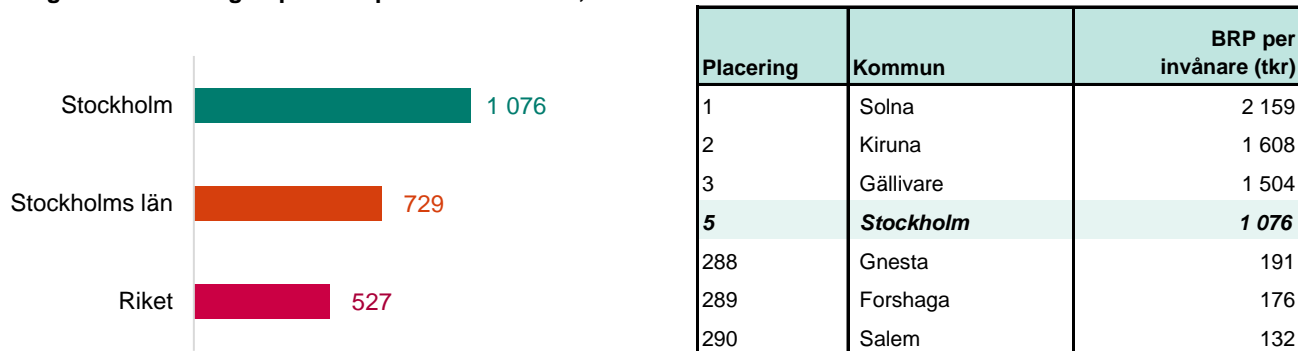 Stockholm 1 076
Stockholms län 729
Riket 527
Placering Kommun BRP per invånare (tkr)
1 Solna 2 159
2 Kiruna 1 608
3 Gällivare 1 504
5 Stockholm 1 076
288 Gnesta 191
289 Forshaga 176
290 Salem 132